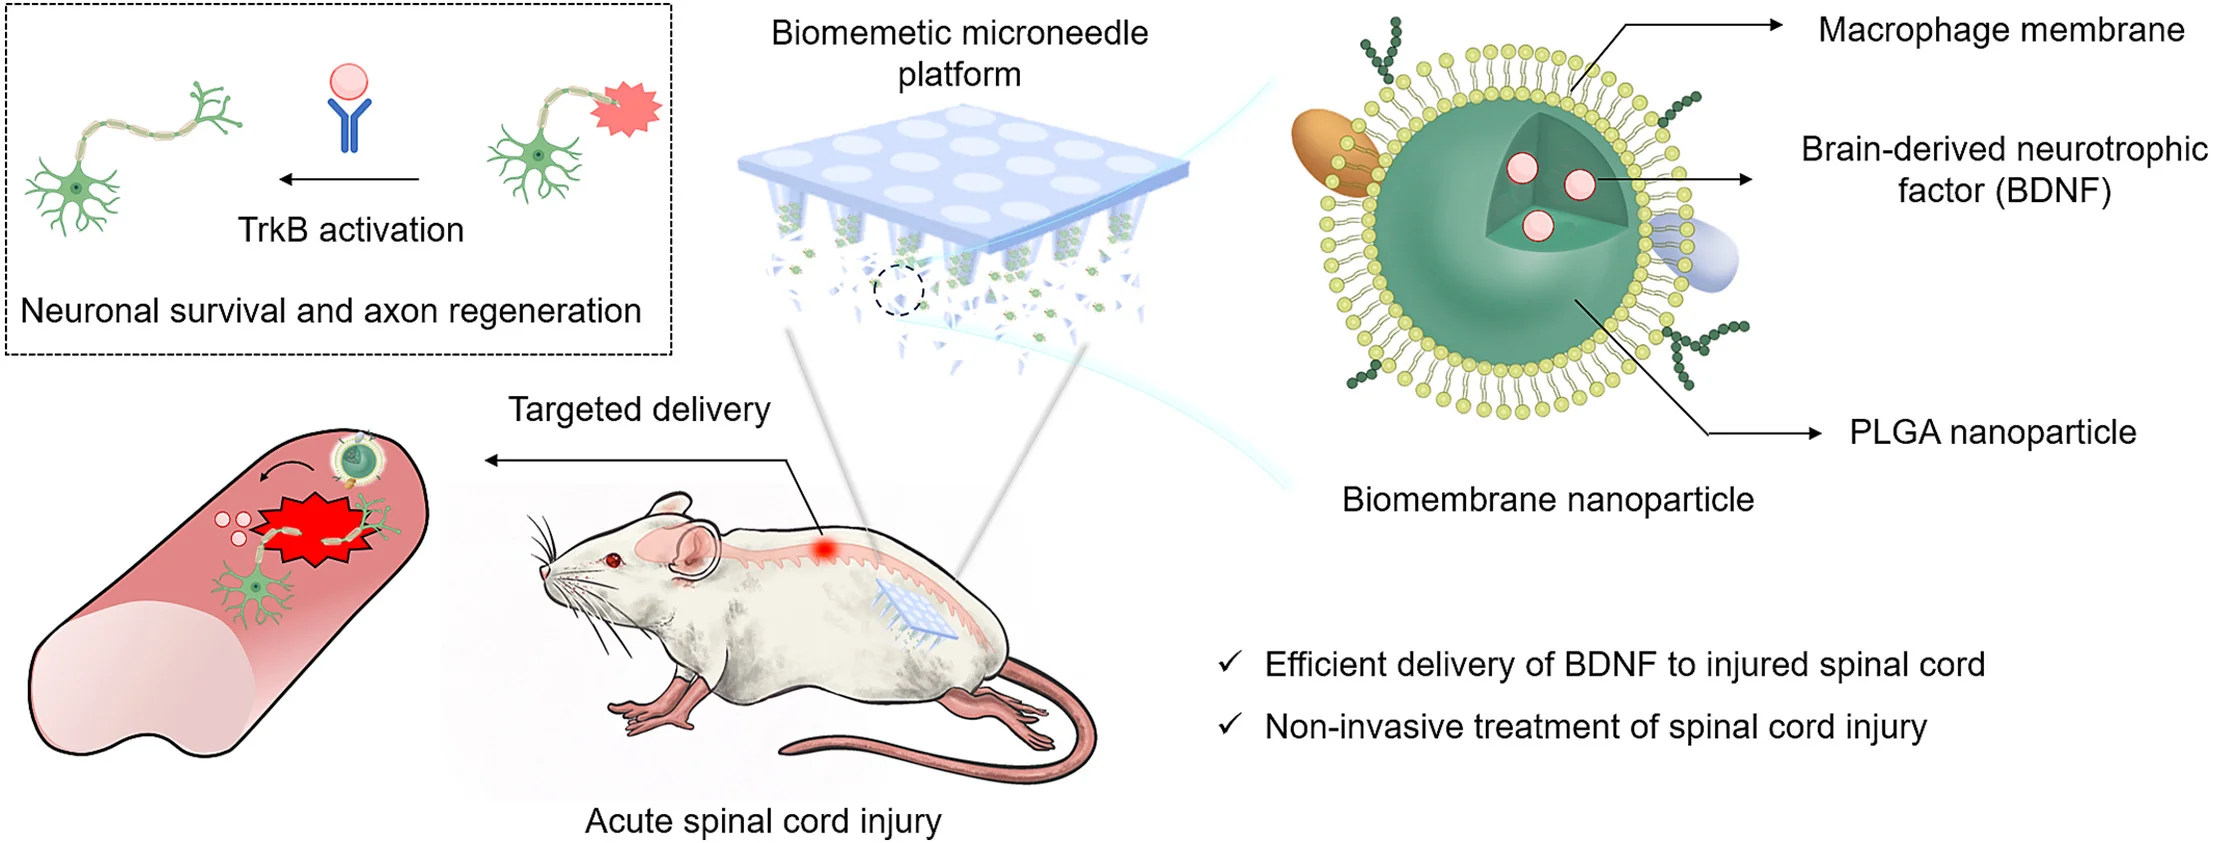 TrkB activation
Neuronal survival and axon regeneration
Biomemetic microneedle
platform
Macrophage membrane
Brain-derived neurotrophic
factor (BDNF)
PLGA nanoparticle
Biomembrane nanoparticle
Targeted delivery
Acute spinal cord injury
✓ Efficient delivery of BDNF to injured spinal cord
✓ Non-invasive treatment of spinal cord injury